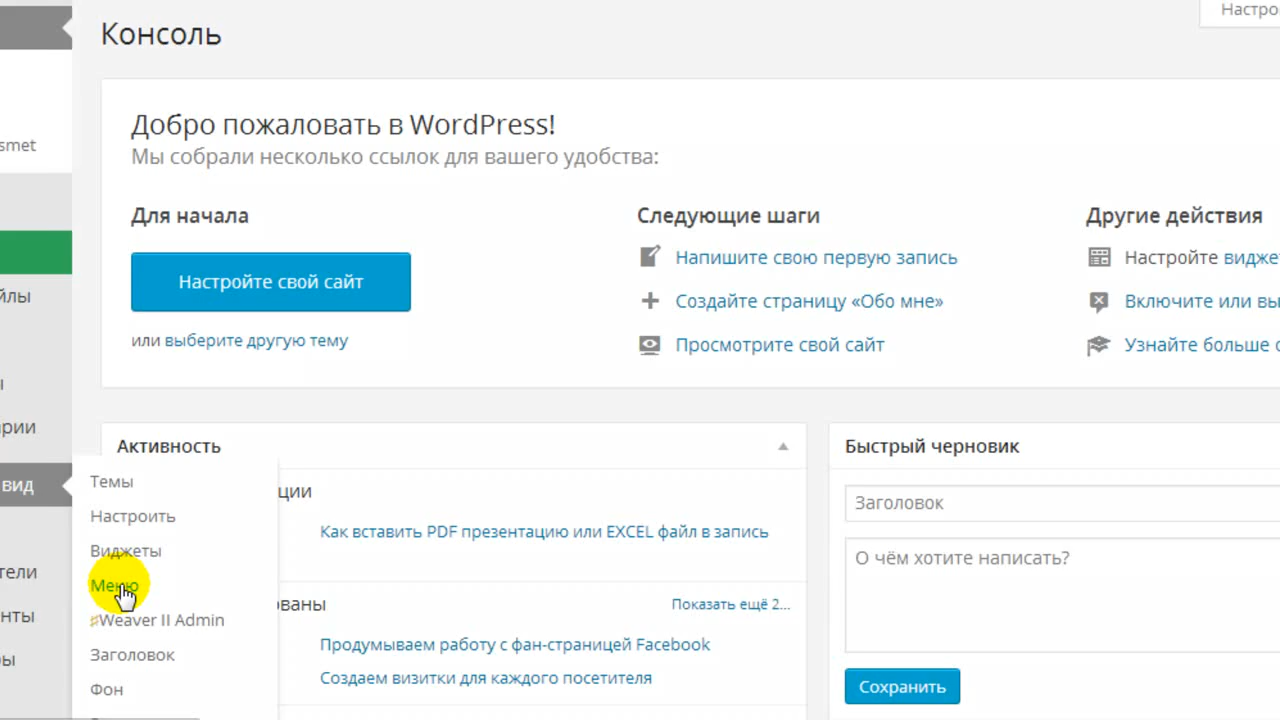 Настро
Консоль
Добро пожаловать в WordPress!
Мы собрали несколько ссылок для вашего удобства:
smet
Для начала
Настройте свой сайт
или выберите другую тему
Следующие шаги
Напишите свою первую запись
Создайте страницу «Обо мне»
Просмотрите свой сайт
Другие действия
Настройте видже
Включите или вы
Узнайте больше о
йлы
ы
арии
вид
тели
нты
ры
Темы
Настроить
Виджеты
Меню
Weaver II Admin
Заголовок
Фон
Активность
ции
Как вставить PDF презентацию или EXCEL файл в запись
ваны
Показать ещё 2...
Продумываем работу с фан-страницей Facebook
Создаем визитки для каждого посетителя
Быстрый черновик
Заголовок
О чём хотите написать?
Сохранить